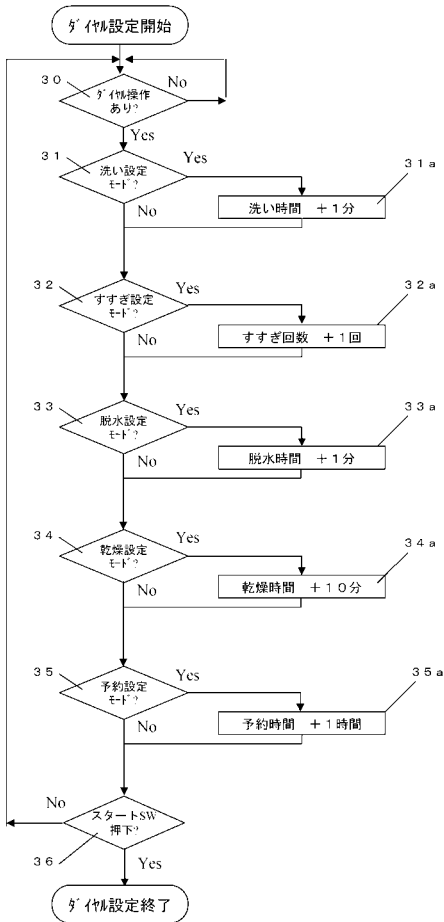 ダイヤル設定開始
30
ダイヤル操作
あり?
No
Yes
31
洗い設定
モード?
Yes
No
31a
洗い時間 +1分
32
すすぎ設定
モード?
Yes
No
32a
すすぎ回数 +1回
33
脱水設定
モード?
Yes
No
33a
脱水時間 +1分
34
乾燥設定
モード?
Yes
No
34a
乾燥時間 +10分
35
予約設定
モード?
Yes
No
35a
予約時間 +1時間
No
スタートSW
押下?
36
Yes
ダイヤル設定終了